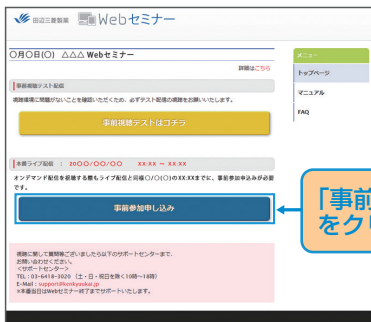 田辺三菱製薬 Webセミナー
〇月〇日(〇) △△△ Webセミナー
詳細はこちら
事前視聴テスト配信
視聴環境に問題がないことを確認いただくため、必ずテスト配信の視聴をお願いいたします。
事前視聴テストはコチラ
本番ライブ配信 : 20〇〇/〇〇/〇〇 XX:XX ～ XX:XX
オンデマンド配信を視聴する際もライブ配信と同様〇/〇(〇)のXX:XXまでに、事前参加申込みが必要
です。
事前参加申し込み
視聴に関して質問等ございましたら以下のサポートセンターまで、
お問い合わせください。
<サポートセンター>
TEL：03-6418-3020 （土・日・祝日を除く10時～18時）
E-Mail：support@kenkyuukai.jp
※本番当日はWebセミナー終了までサポートいたします。
メニュー
トップページ
マニュアル
FAQ
「事前
をクリ